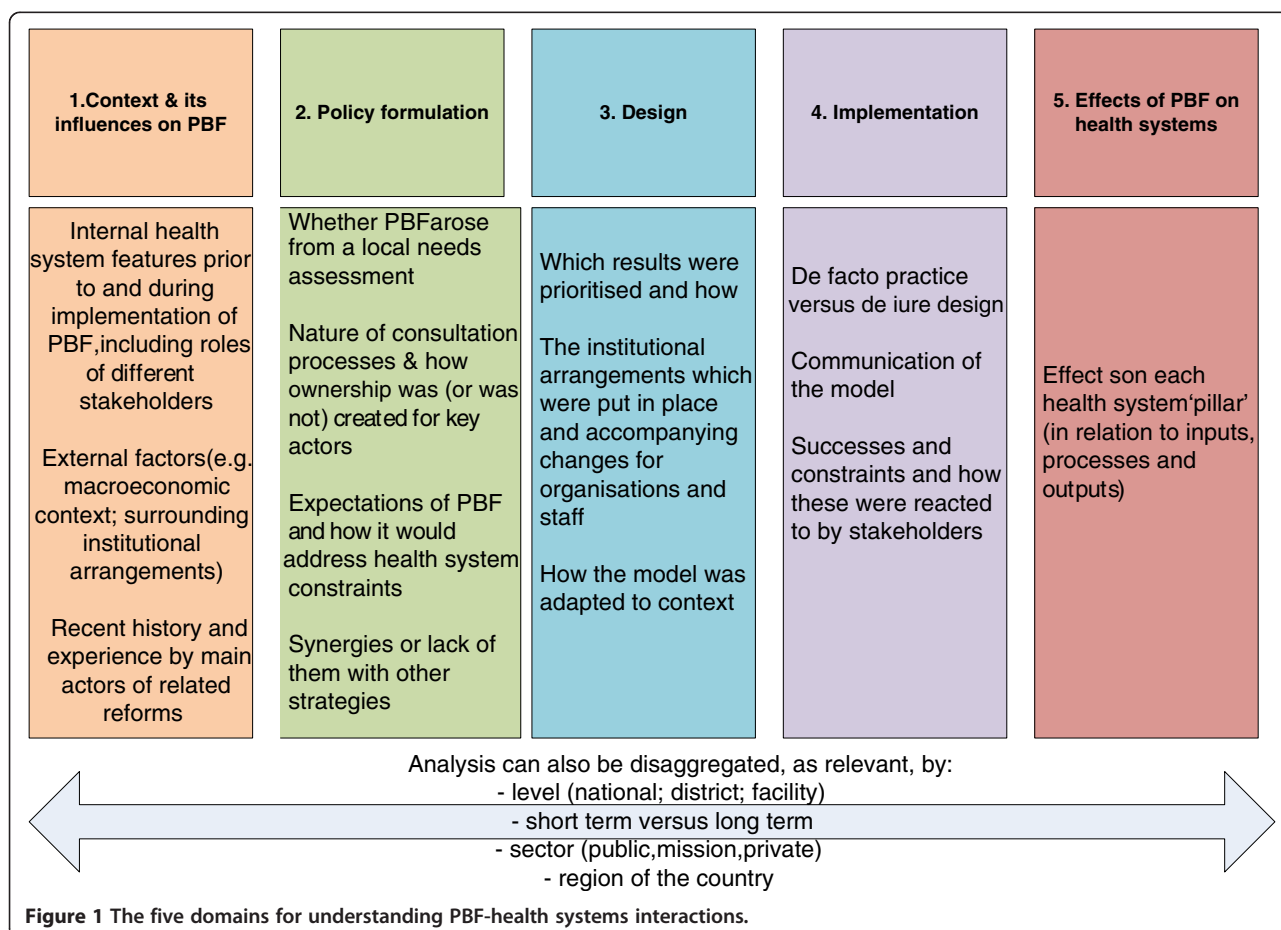 1.Context & its
influences on PBF
2. Policy formulation
3. Design
4. Implementation
5. Effects of PBF on
health systems
Internal health
system features prior
to and during
implementation of
PBF,including roles
of different
stakeholders
External factors(e.g.
macroeconomic
context; surrounding
institutional
arrangements)
Recent history and
experience by main
actors of related
reforms
Whether PBFarose
from a local needs
assessment
Nature of consultation
processes & how
ownership was (or was
not) created for key
actors
Expectations of PBF
and how it would
address health system
constraints
Synergies or lack of
them with other
strategies
Which results were
prioritised and how
The institutional
arrangements which
were put in place
and accompanying
changes for
organisations and
staff
How the model was
adapted to context
De facto practice
versus de iure design
Communication of
the model
Successes and
constraints and how
these were reacted
to by stakeholders
Effect son each
health system‘pillar’
(in relation to inputs,
processes and
outputs)
Analysis can also be disaggregated, as relevant, by:
- level (national; district; facility)
- short term versus long term
- sector (public,mission,private)
- region of the country
Figure 1 The five domains for understanding PBF-health systems interactions.